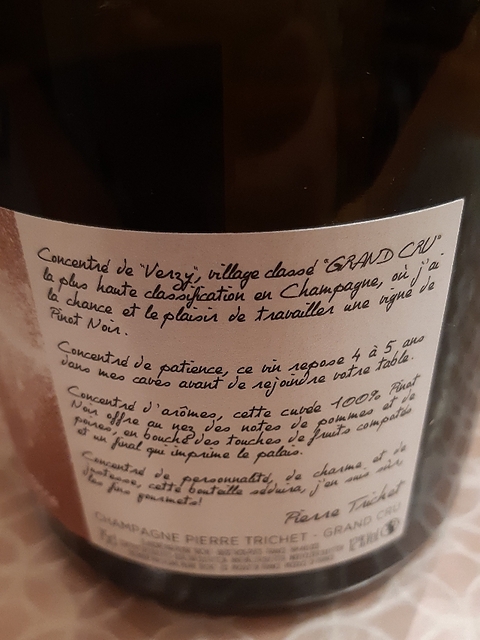 Concentré de "Verzy", village classé "GRAND CRU"
la plus haute classification en Champagne, où j'ai
la chance et le plaisir de travailler une vigne de
Pinot Noir.
Concentré de patience, ce vin repose 4 à 5 ans
dans mes caves avant de rejoindre votre table.
Concentré d'arômes, cette cuvée 100% Pinot
Noir offre au nez des notes de pommes et de
poires, en bouche des touches de fruits compotés
et un final qui imprime le palais.
Concentré de personnalité, de charme et de
justesse, cette bouteille séduira, j'en suis sûr,
les fins gourmets!
Pierre Trichet
CHAMPAGNE PIERRE TRICHET - GRAND CRU